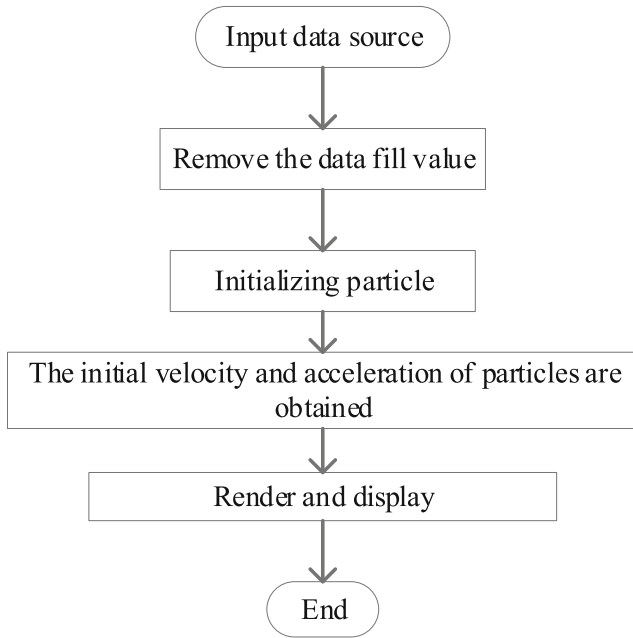 Input data source
Remove the data fill value
Initializing particle
The initial velocity and acceleration of particles are
obtained
Render and display
End